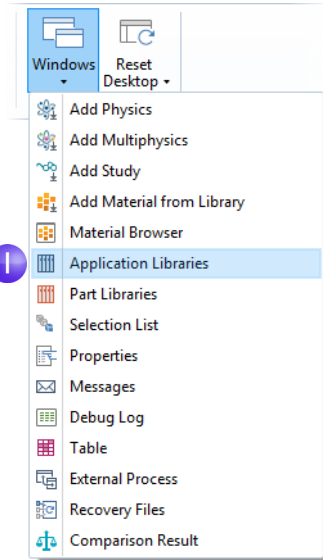 Windows
Reset
Desktop
Add Physics
Add Multiphysics
Add Study
Add Material from Library
Material Browser
1
Application Libraries
Part Libraries
Selection List
Properties
Messages
Debug Log
Table
External Process
Recovery Files
Comparison Result